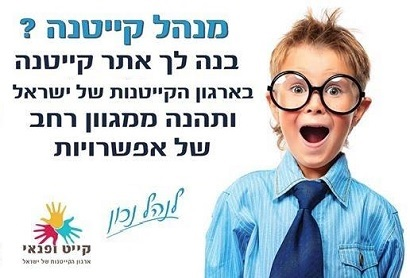 מנהל קייטנה ?
בנה לך אתר קייטנה
בארגון הקייטנות של ישראל
ותהנה ממגוון רחב
של אפשרויות
לנהל נכון
קייט ופנאי
ארגון הקייטנות של ישראל